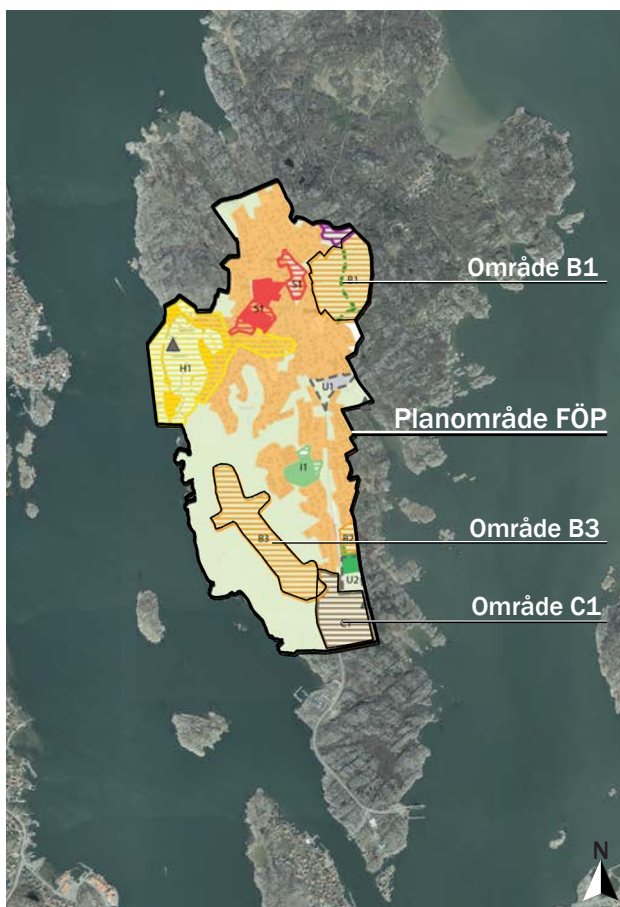 B1
Område B1
S1
S1
H1
U1
Planområde FÖP
I1
B3
B2
Område B3
U2
Område C1
C1
N